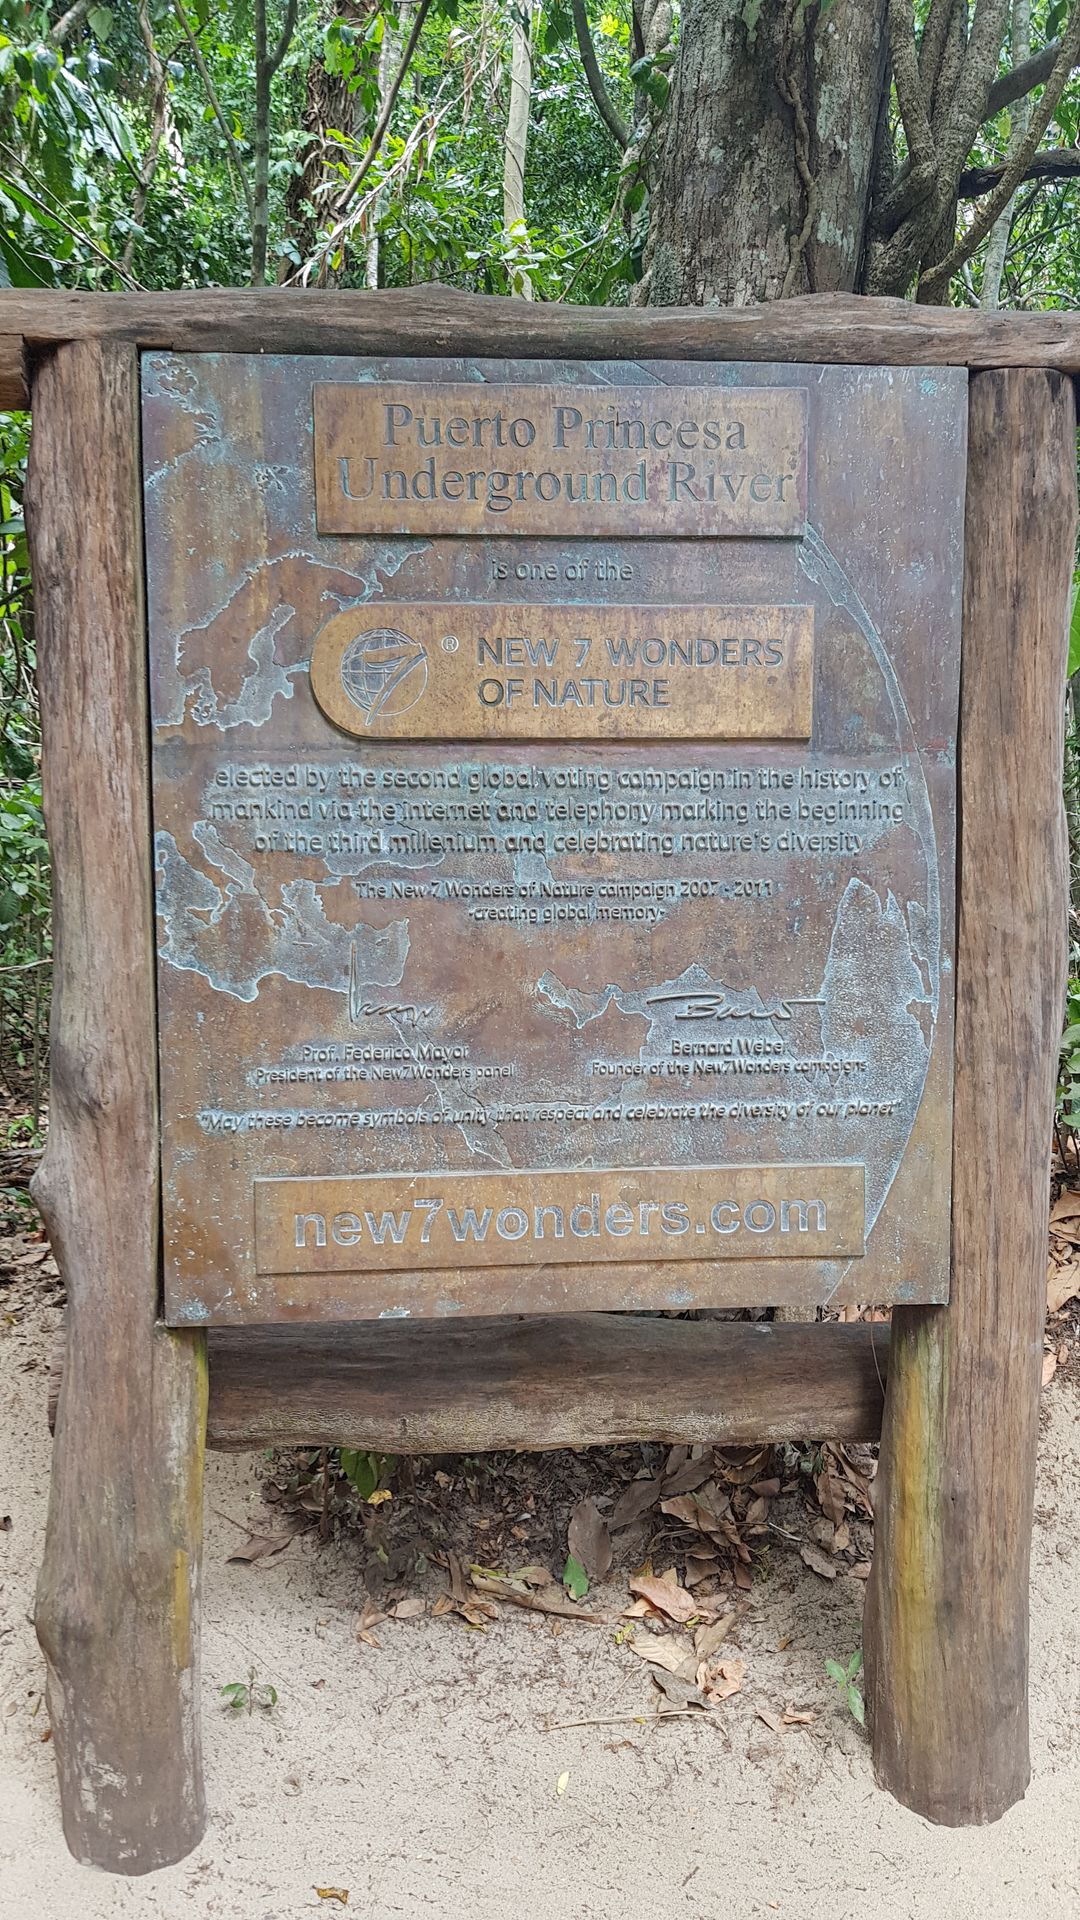 Puerto Princesa
Underground River
is one of the
® NEW 7 WONDERS
OF NATURE
elected by the second global voting campaign in the history of
mankind via the internet and telephony marking the beginning
of the third millenium and celebrating nature's diversity
The New 7 Wonders of Nature campaign 2007 - 2011
-creating global memory-
Prof. Federico Mayor
President of the New7Wonders panel
Bernard Weber
Founder of the New7Wonders campaigns
"May these become symbols of unity that respect and celebrate the diversity of our planet"
new7wonders.com